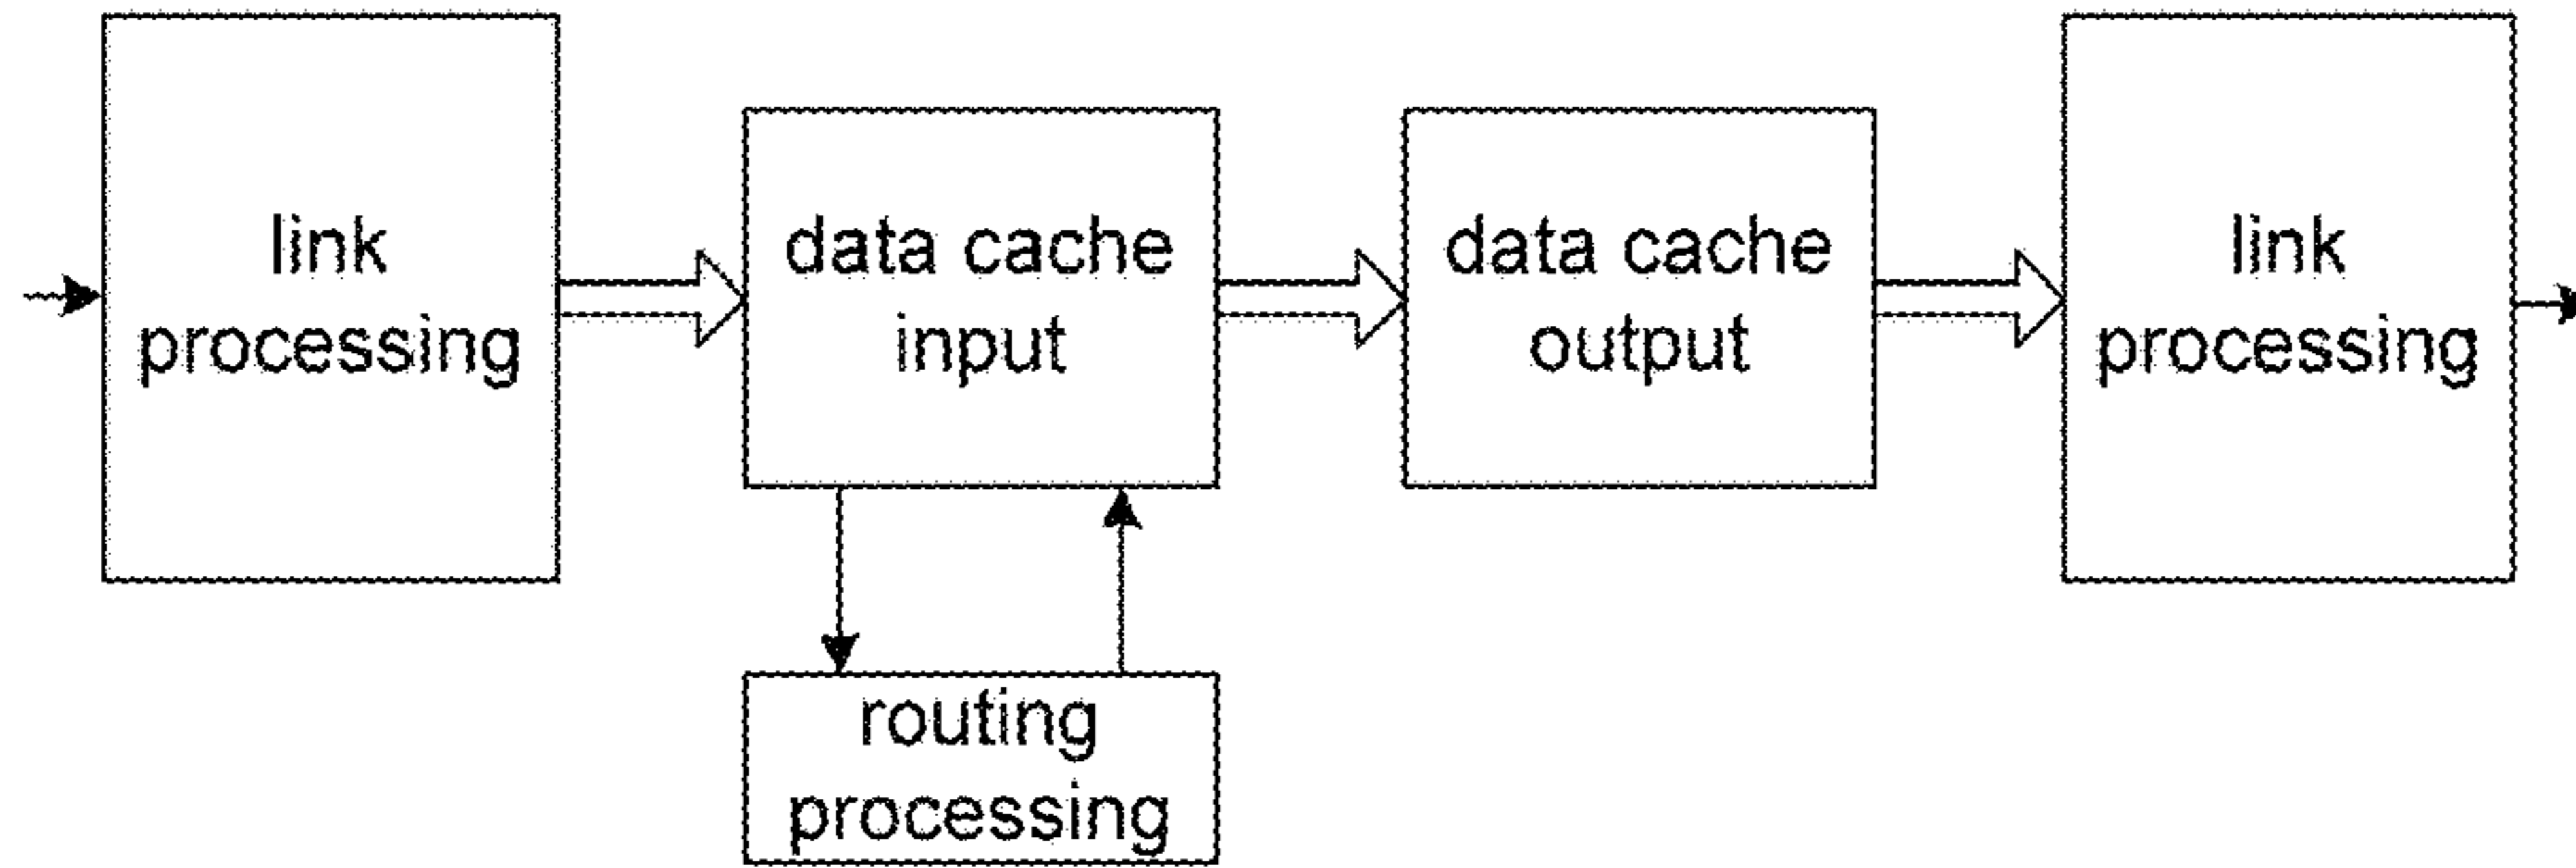 link
processing
data cache
input
data cache
output
link
processing
routing
processing